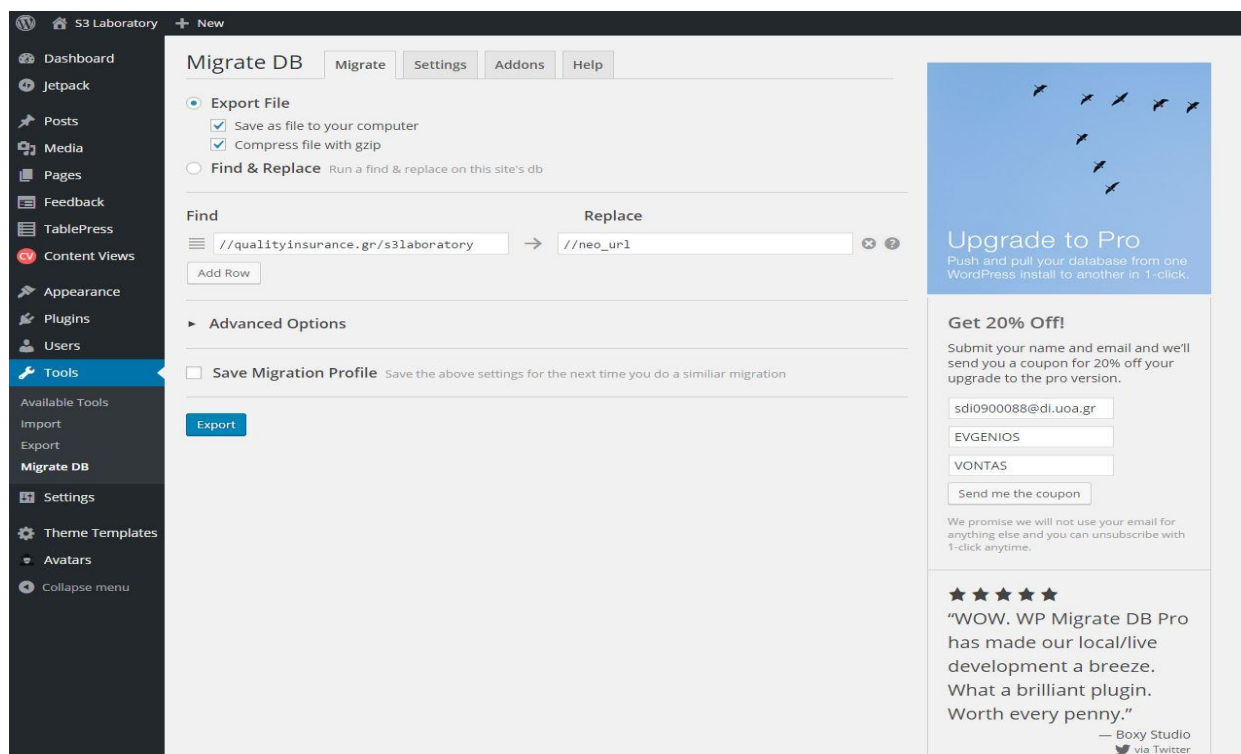 S3 Laboratory + New
Dashboard
Jetpack
Posts
Media
Pages
Feedback
TablePress
CV Content Views
Appearance
Plugins
Users
Tools
Available Tools
Import
Export
Migrate DB
Settings
Theme Templates
Avatars
Collapse menu
Migrate DB Migrate Settings Addons Help
Export File
Save as file to your computer
Compress file with gzip
Find & Replace Run a find & replace on this site's db
Find Replace
//qualityinsurance.gr/s3laboratory → //neo_url
Add Row
Advanced Options
Save Migration Profile Save the above settings for the next time you do a similiar migration
Export
Upgrade to Pro
Push and pull your database from one
WordPress install to another in 1-click.
Get 20% Off!
Submit your name and email and we'll
send you a coupon for 20% off your
upgrade to the pro version.
sdi0900088@di.uoa.gr
EVGENIOS
VONTAS
Send me the coupon
We promise we will not use your email for
anything else and you can unsubscribe with
1-click anytime.
★★★★★
“WOW. WP Migrate DB Pro
has made our local/live
development a breeze.
What a brilliant plugin.
Worth every penny.”
— Boxy Studio
via Twitter